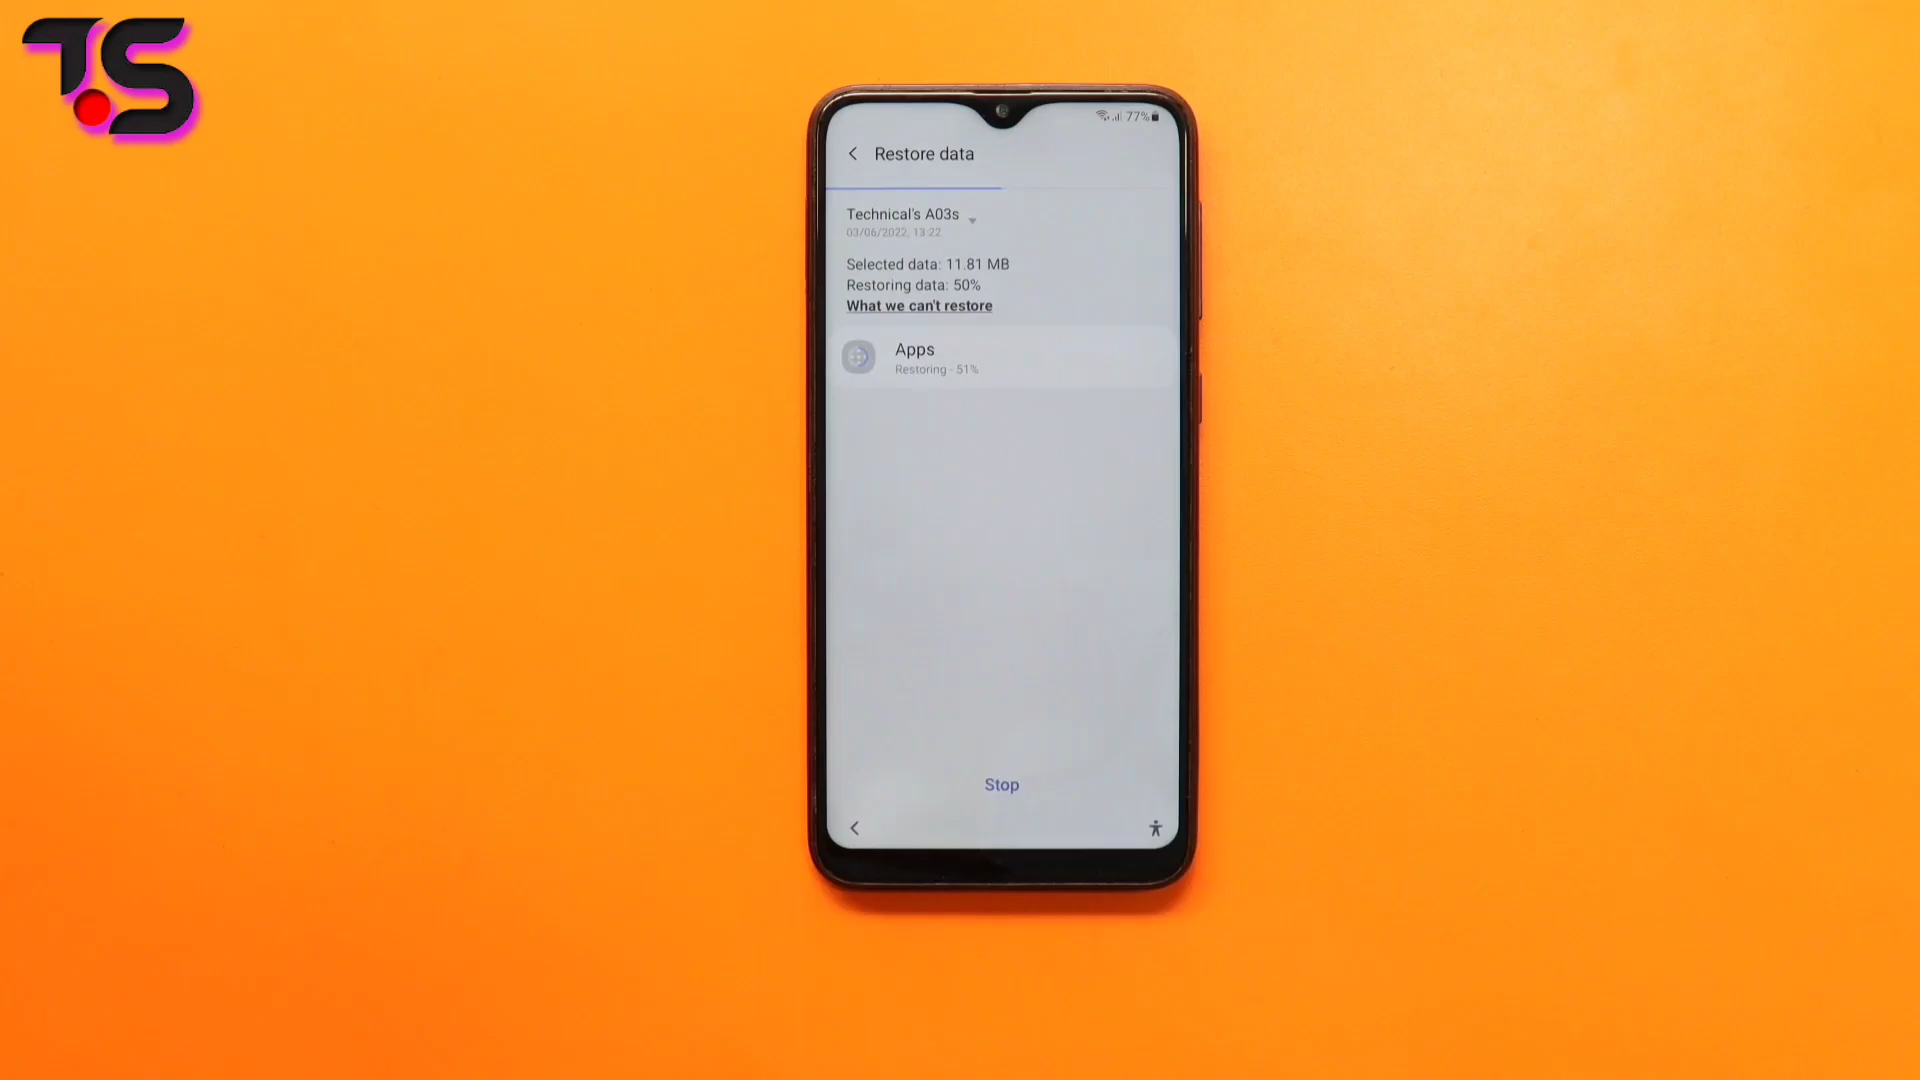 T.S
77%
Restore data
Technical's A03s
03/06/2022, 13:22
Selected data: 11.81 MB
Restoring data: 50%
What we can't restore
Apps
Restoring - 51%
Stop